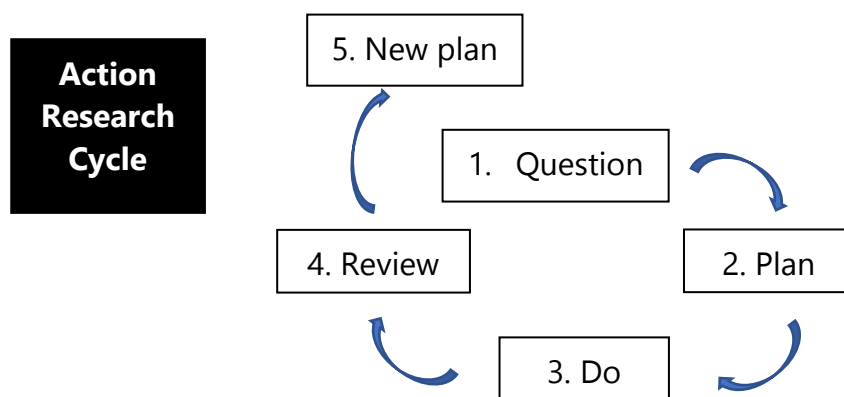 Action
Research
Cycle
5. New plan
1. Question
4. Review
2. Plan
3. Do